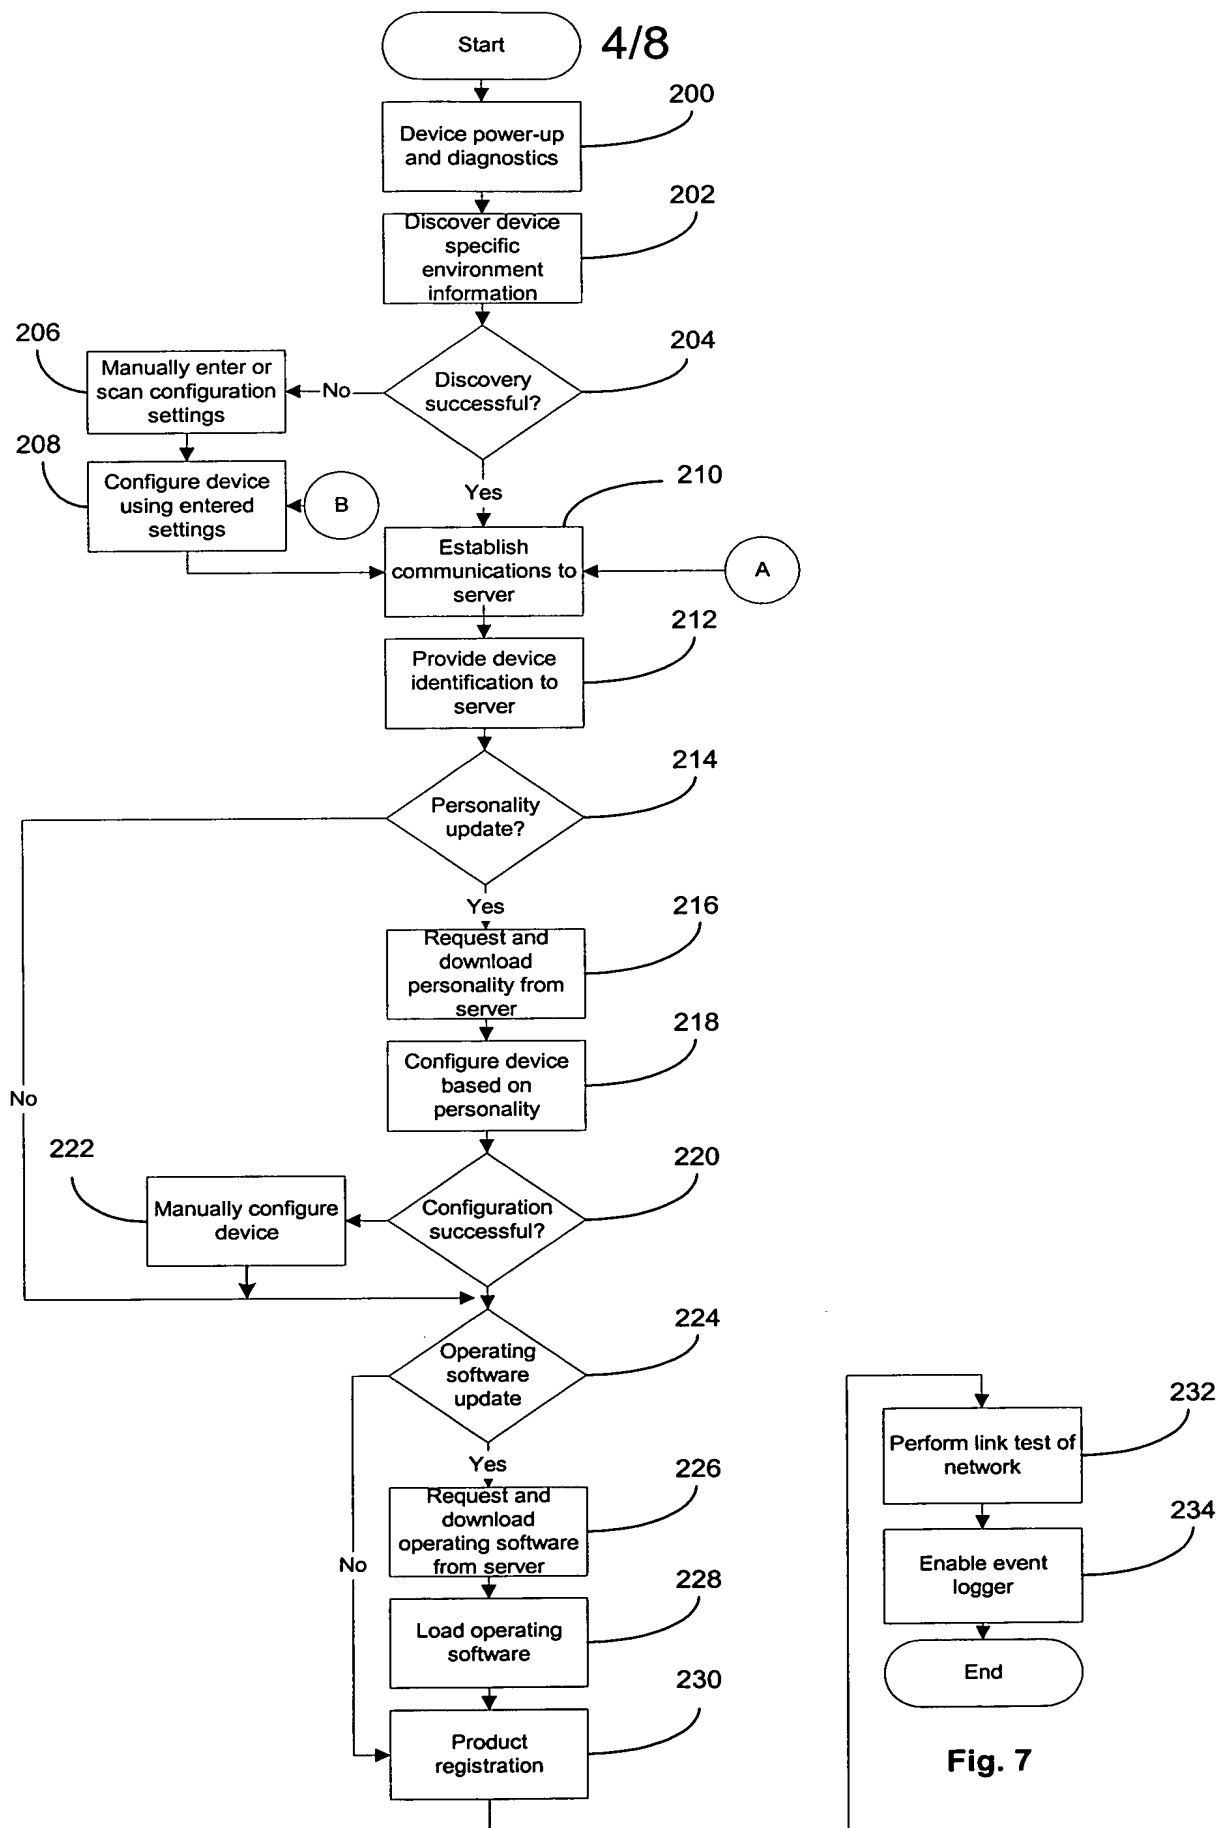 Start
4/8
200
Device power-up
and diagnostics
202
Discover device
specific
environment
information
204
Discovery
successful?
No
206
Manually enter or
scan configuration
settings
208
Configure device
using entered
settings
B
Yes
210
Establish
communications to
server
A
212
Provide device
identification to
server
214
Personality
update?
Yes
216
Request and
download
personality from
server
218
Configure device
based on
personality
No
220
Configuration
successful?
222
Manually configure
device
224
Operating
software
update
Yes
226
Request and
download
operating software
from server
No
228
Load operating
software
230
Product
registration
232
Perform link test of
network
234
Enable event
logger
End
Fig. 7